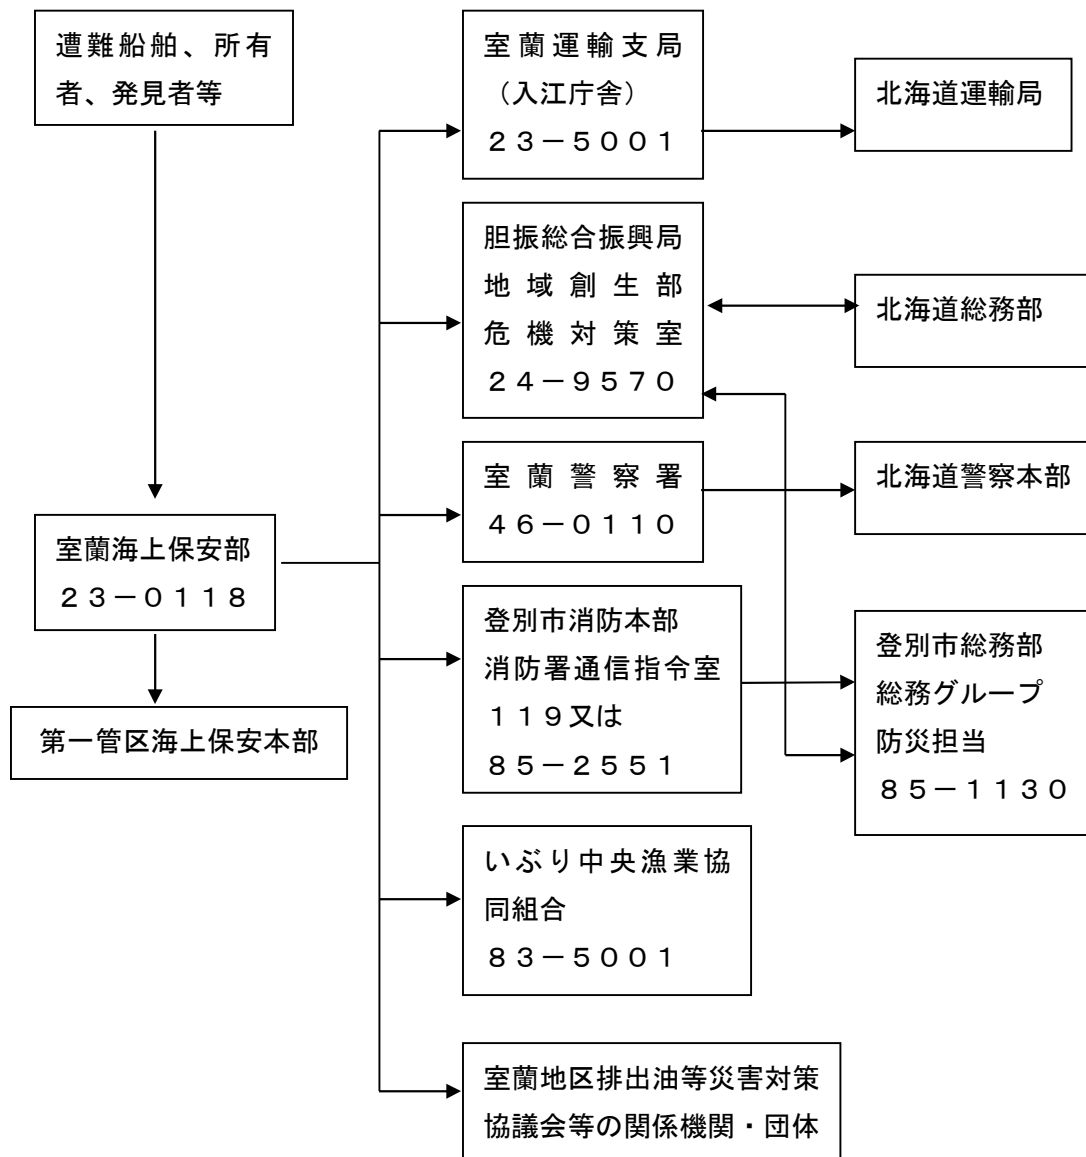 遭難船舶、所有
者、発見者等
室蘭海上保安部
２３－０１１８
第一管区海上保安本部
室蘭運輸支局
（入江庁舎）
２３－５００１
北海道運輸局
胆振総合振興局
地域創生部
危機対策室
２４－９５７０
北海道総務部
室蘭警察署
４６－０１１０
北海道警察本部
登別市消防本部
消防署通信指令室
１１９又は
８５－２５５１
登別市総務部
総務グループ
防災担当
８５－１１３０
いぶり中央漁業協
同組合
８３－５００１
室蘭地区排出油等災害対策
協議会等の関係機関・団体